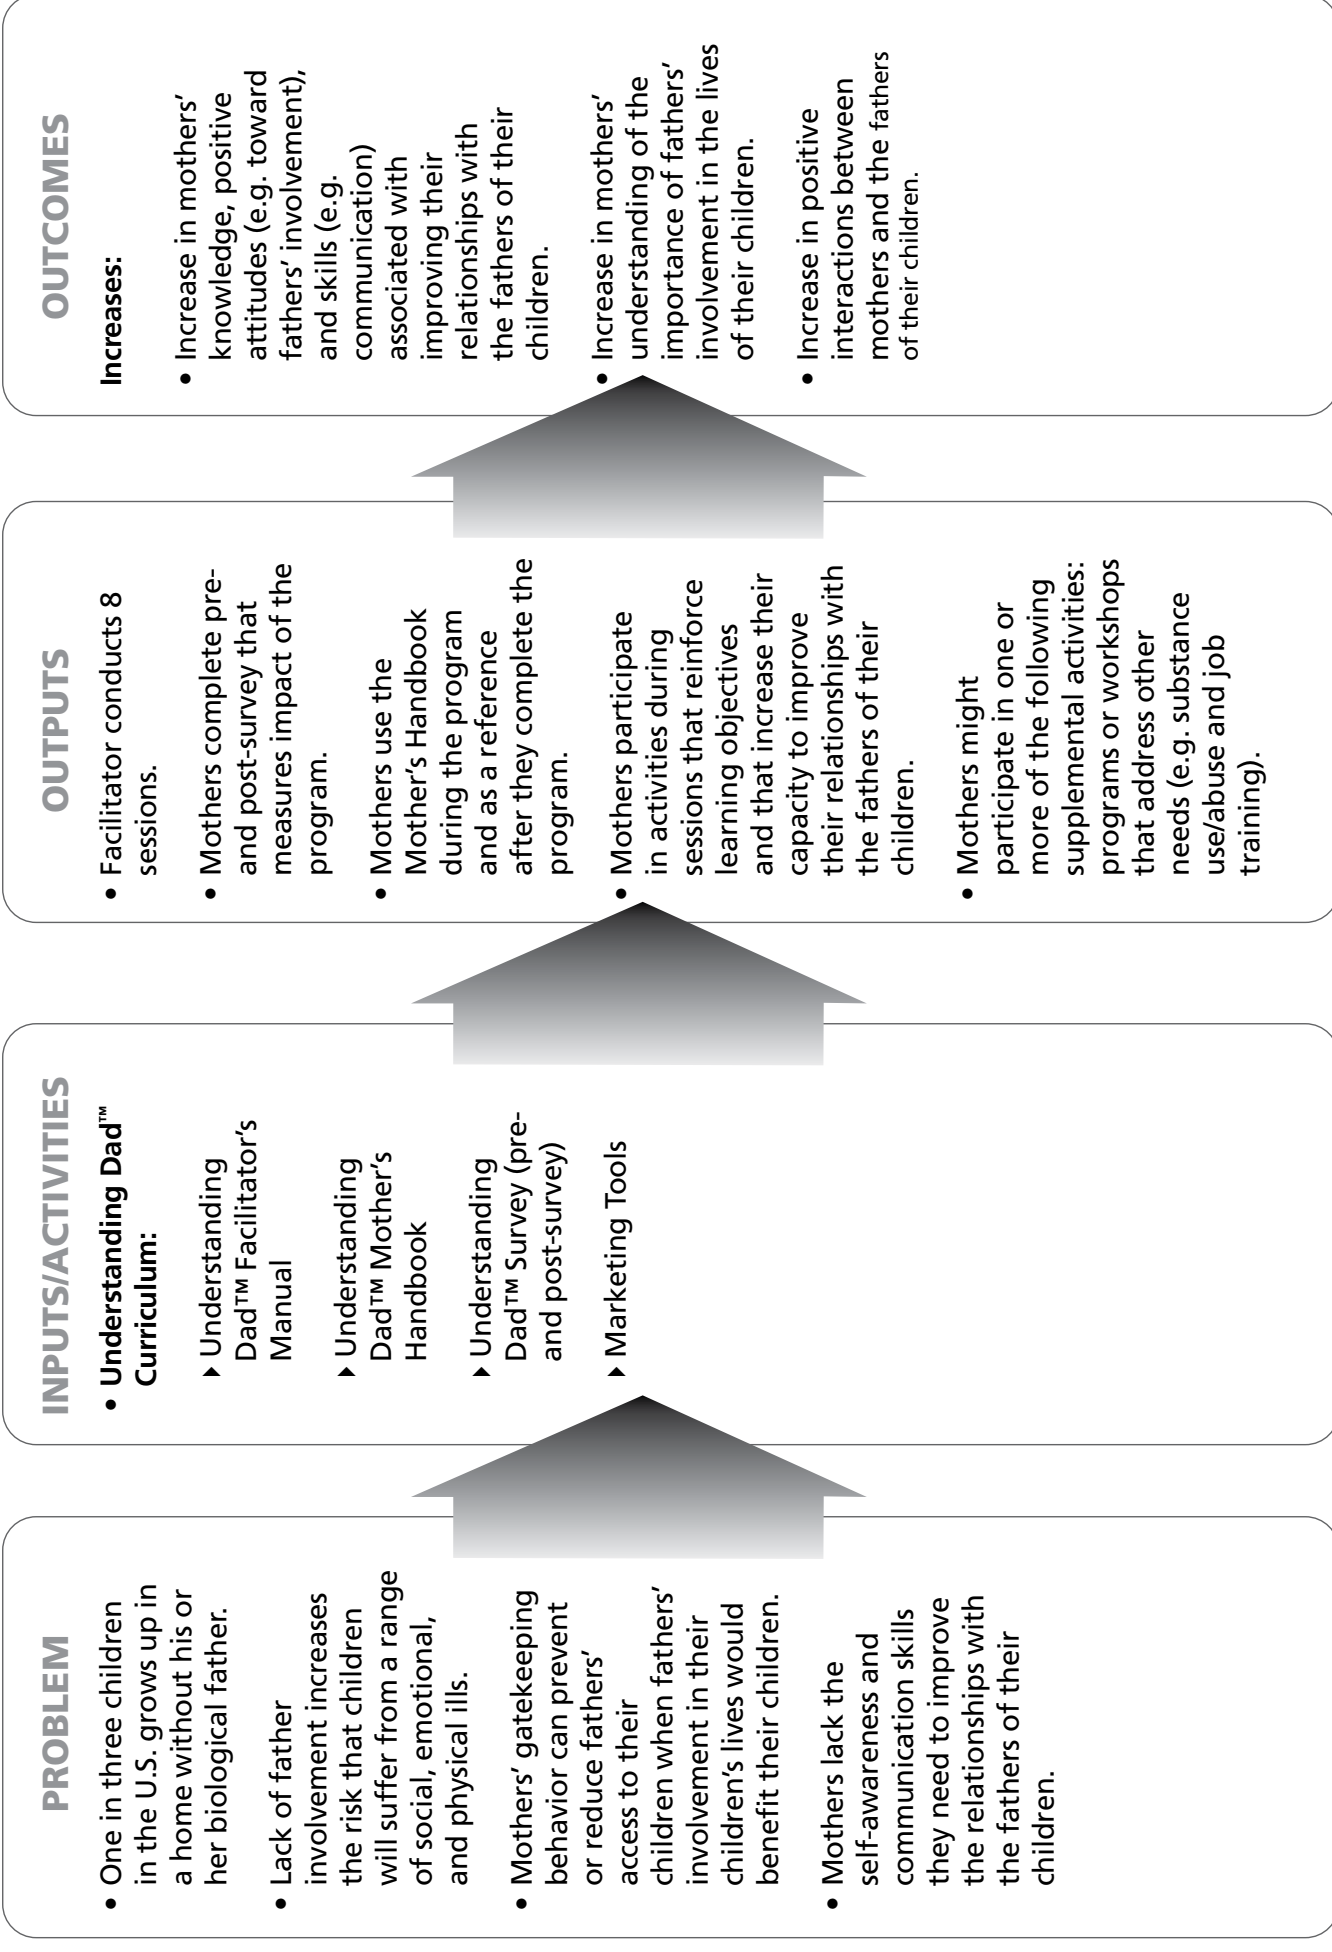 PROBLEM
• One in three children
in the U.S. grows up in
a home without his or
her biological father.
• Lack of father
involvement increases
the risk that children
will suffer from a range
of social, emotional,
and physical ills.
• Mothers’ gatekeeping
behavior can prevent
or reduce fathers’
access to their
children when fathers’
involvement in their
children’s lives would
benefit their children.
• Mothers lack the
self-awareness and
communication skills
they need to improve
the relationships with
the fathers of their
children.
INPUTS/ACTIVITIES
• Understanding Dad™
Curriculum:
▸ Understanding
Dad™ Facilitator’s
Manual
▸ Understanding
Dad™ Mother’s
Handbook
▸ Understanding
Dad™ Survey (pre-
and post-survey)
▸ Marketing Tools
OUTPUTS
• Facilitator conducts 8
sessions.
• Mothers complete pre-
and post-survey that
measures impact of the
program.
• Mothers use the
Mother’s Handbook
during the program
and as a reference
after they complete the
program.
• Mothers participate
in activities during
sessions that reinforce
learning objectives
and that increase their
capacity to improve
their relationships with
the fathers of their
children.
• Mothers might
participate in one or
more of the following
supplemental activities:
programs or workshops
that address other
needs (e.g. substance
use/abuse and job
training).
OUTCOMES
Increases:
• Increase in mothers’
knowledge, positive
attitudes (e.g. toward
fathers’ involvement),
and skills (e.g.
communication)
associated with
improving their
relationships with
the fathers of their
children.
• Increase in mothers’
understanding of the
importance of fathers’
involvement in the lives
of their children.
• Increase in positive
interactions between
mothers and the fathers
of their children.